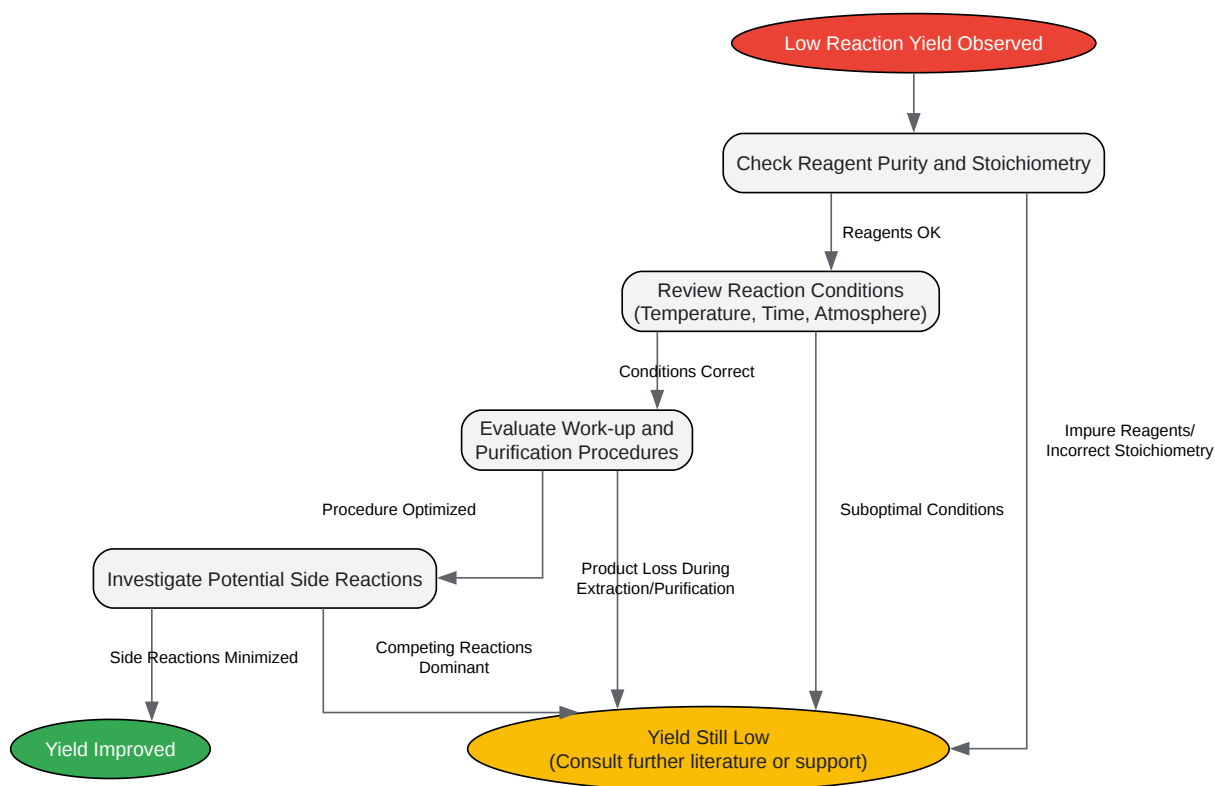 Low Reaction Yield Observed
Check Reagent Purity and Stoichiometry
Reagents OK
Review Reaction Conditions
(Temperature, Time, Atmosphere)
Conditions Correct
Evaluate Work-up and
Purification Procedures
Impure Reagents/
Incorrect Stoichiometry
Procedure Optimized
Suboptimal Conditions
Product Loss During
Extraction/Purification
Investigate Potential Side Reactions
Side Reactions Minimized
Competing Reactions
Dominant
Yield Improved
Yield Still Low
(Consult further literature or support)